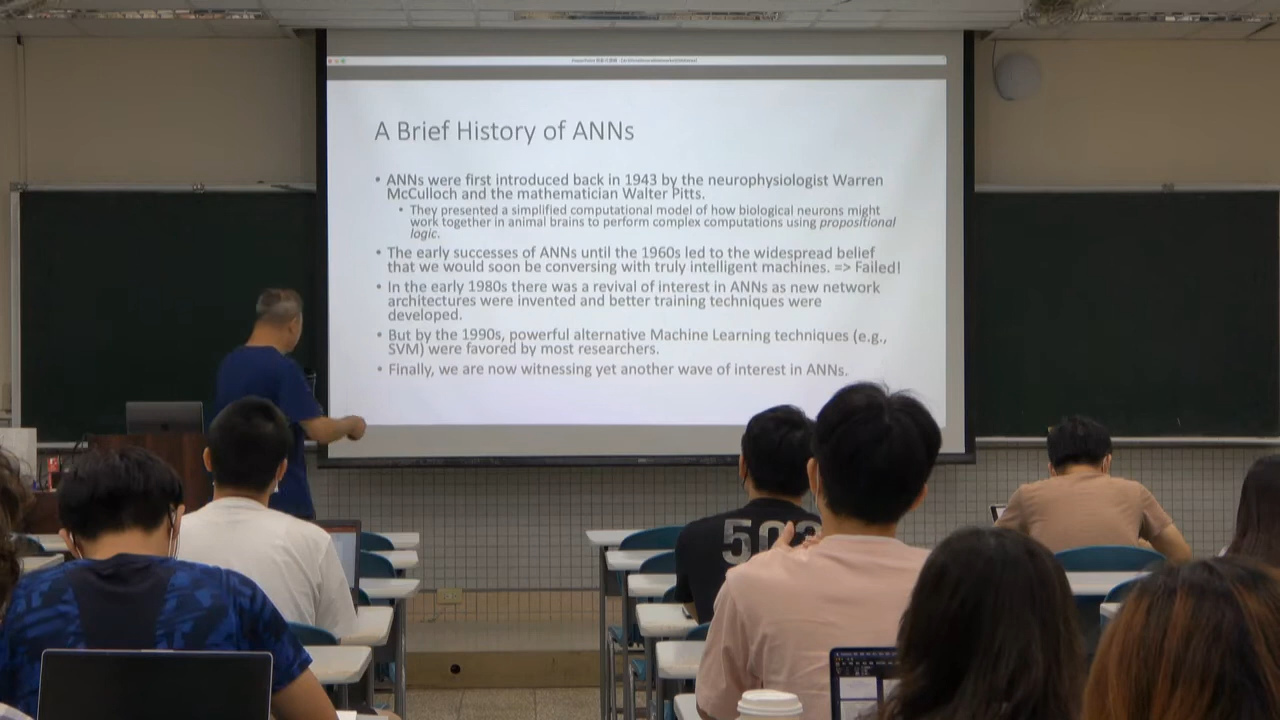 A Brief History of ANNs
• ANNs were first introduced back in 1943 by the neurophysiologist Warren
McCulloch and the mathematician Walter Pitts.
• They presented a simplified computational model of how biological neurons might
work together in animal brains to perform complex computations using propositional
logic.
• The early successes of ANNs until the 1960s led to the widespread belief
that we would soon be conversing with truly intelligent machines. => Failed!
• In the early 1980s there was a revival of interest in ANNs as new network
architectures were invented and better training techniques were
developed.
• But by the 1990s, powerful alternative Machine Learning techniques (e.g.,
SVM) were favored by most researchers.
• Finally, we are now witnessing yet another wave of interest in ANNs.
503